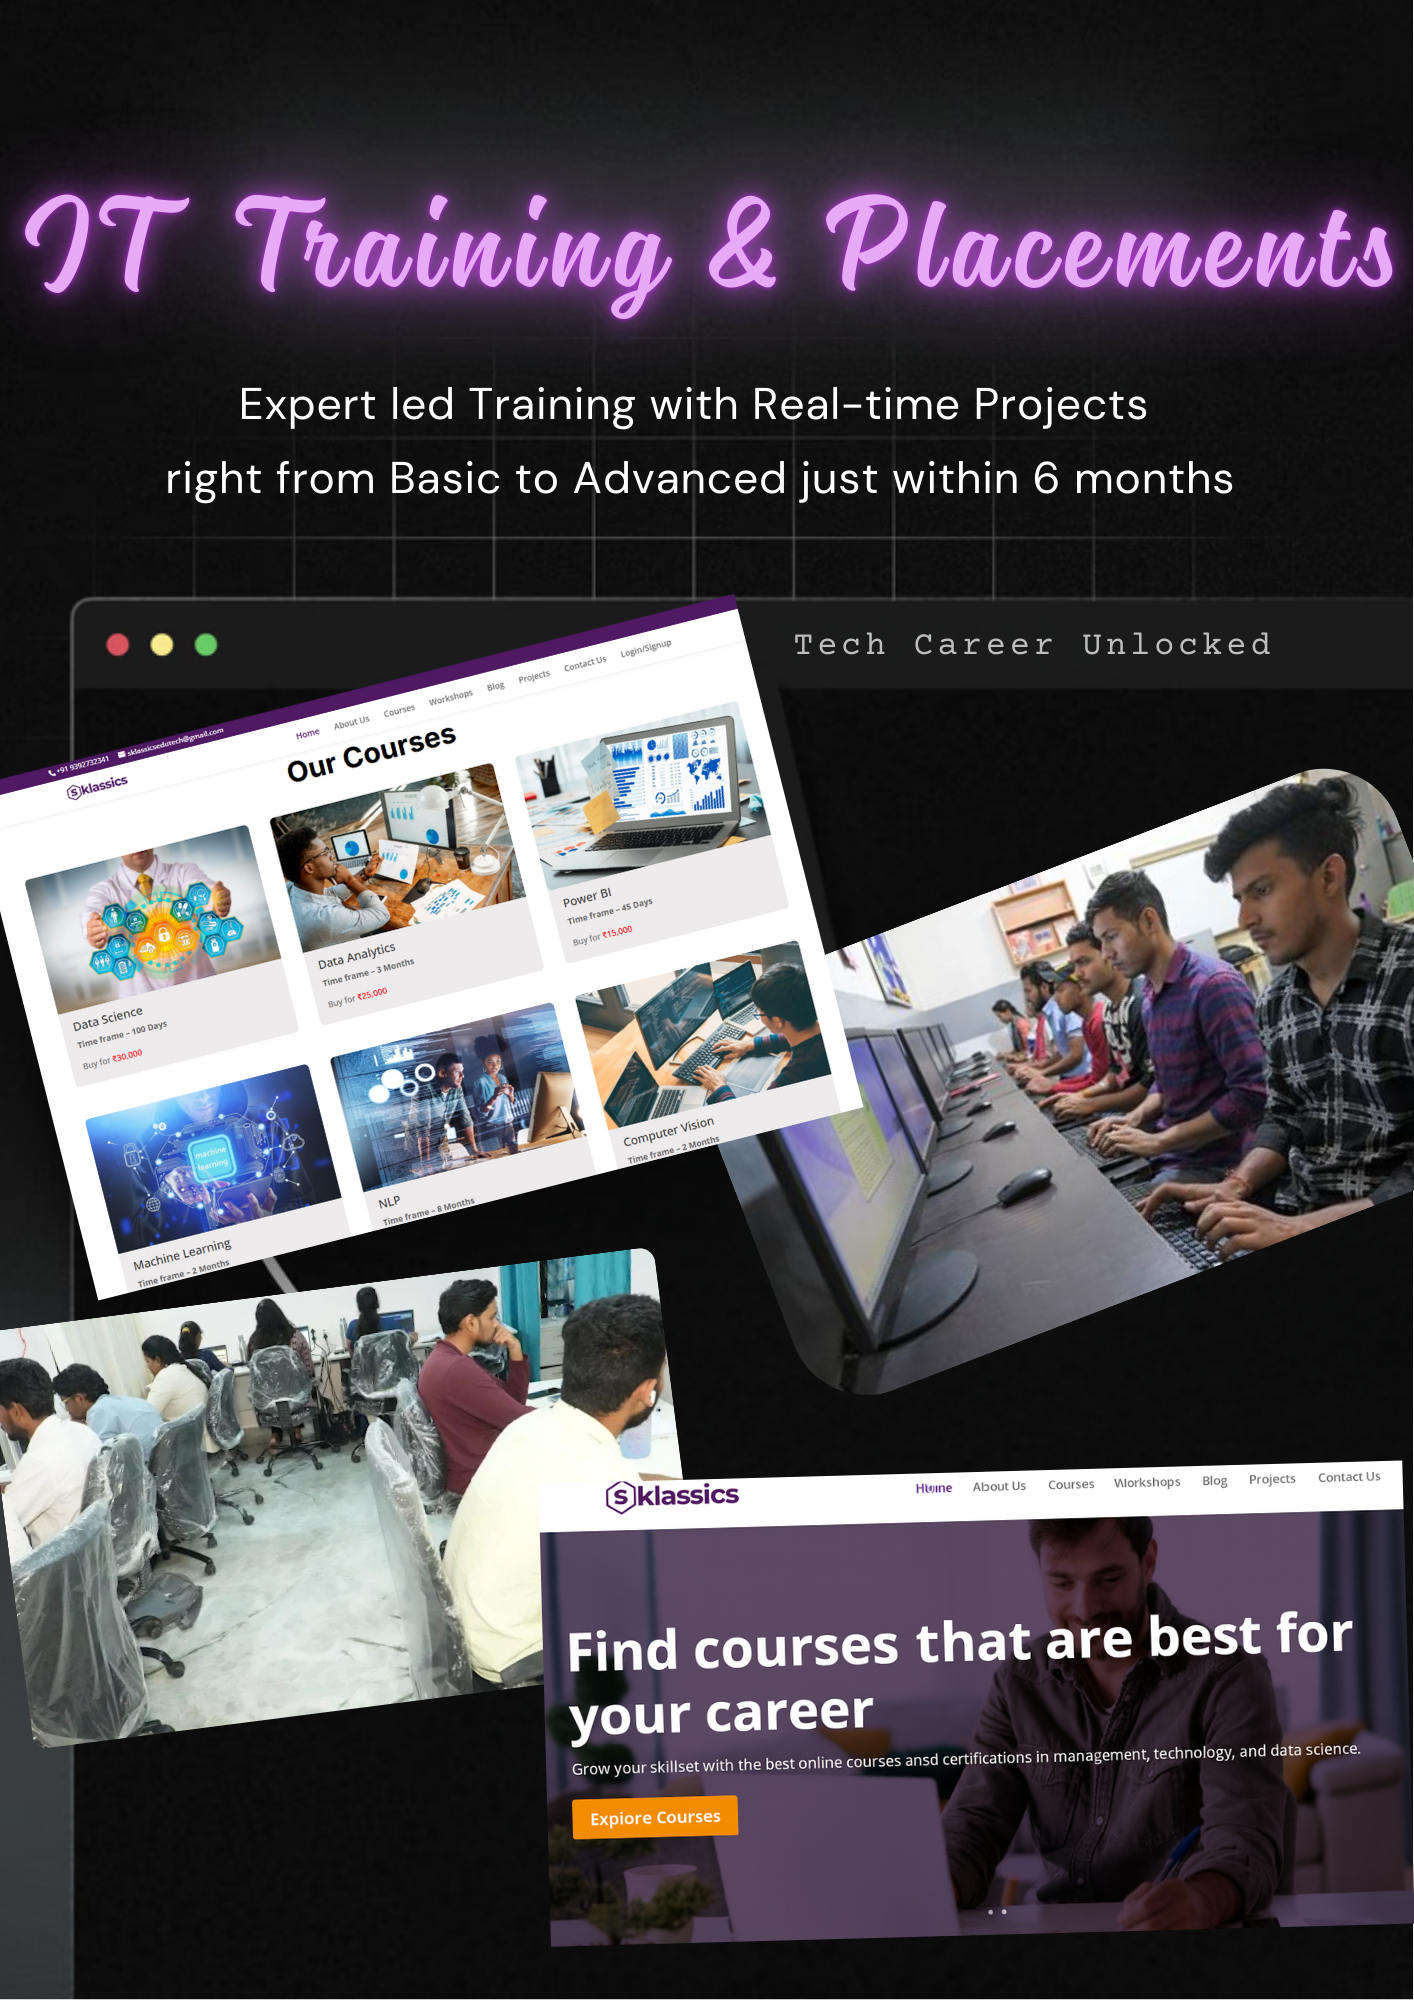 IT Training & Placements
Expert led Training with Real-time Projects
right from Basic to Advanced just within 6 months
Tech Career Unlocked
+91 9392732341 sklassicsedutech@gmail.com
Sklassics
Home About Us Courses Workshops Blog Projects Contact Us Login/Signup
Our Courses
Data Science
Time frame – 100 Days
Buy for ₹30,000
Data Analytics
Time frame – 3 Months
Buy for ₹25,000
Power BI
Time frame – 45 Days
Buy for ₹15,000
machine
learning
Machine Learning
Time frame – 2 Months
NLP
Time frame – 8 Months
Computer Vision
Time frame – 2 Months
Sklassics
About Us Courses Workshops Blog Projects Contact Us
Find courses that are best for
your career
Grow your skillset with the best online courses ansd certifications in management, technology, and data science.
Expiore Courses